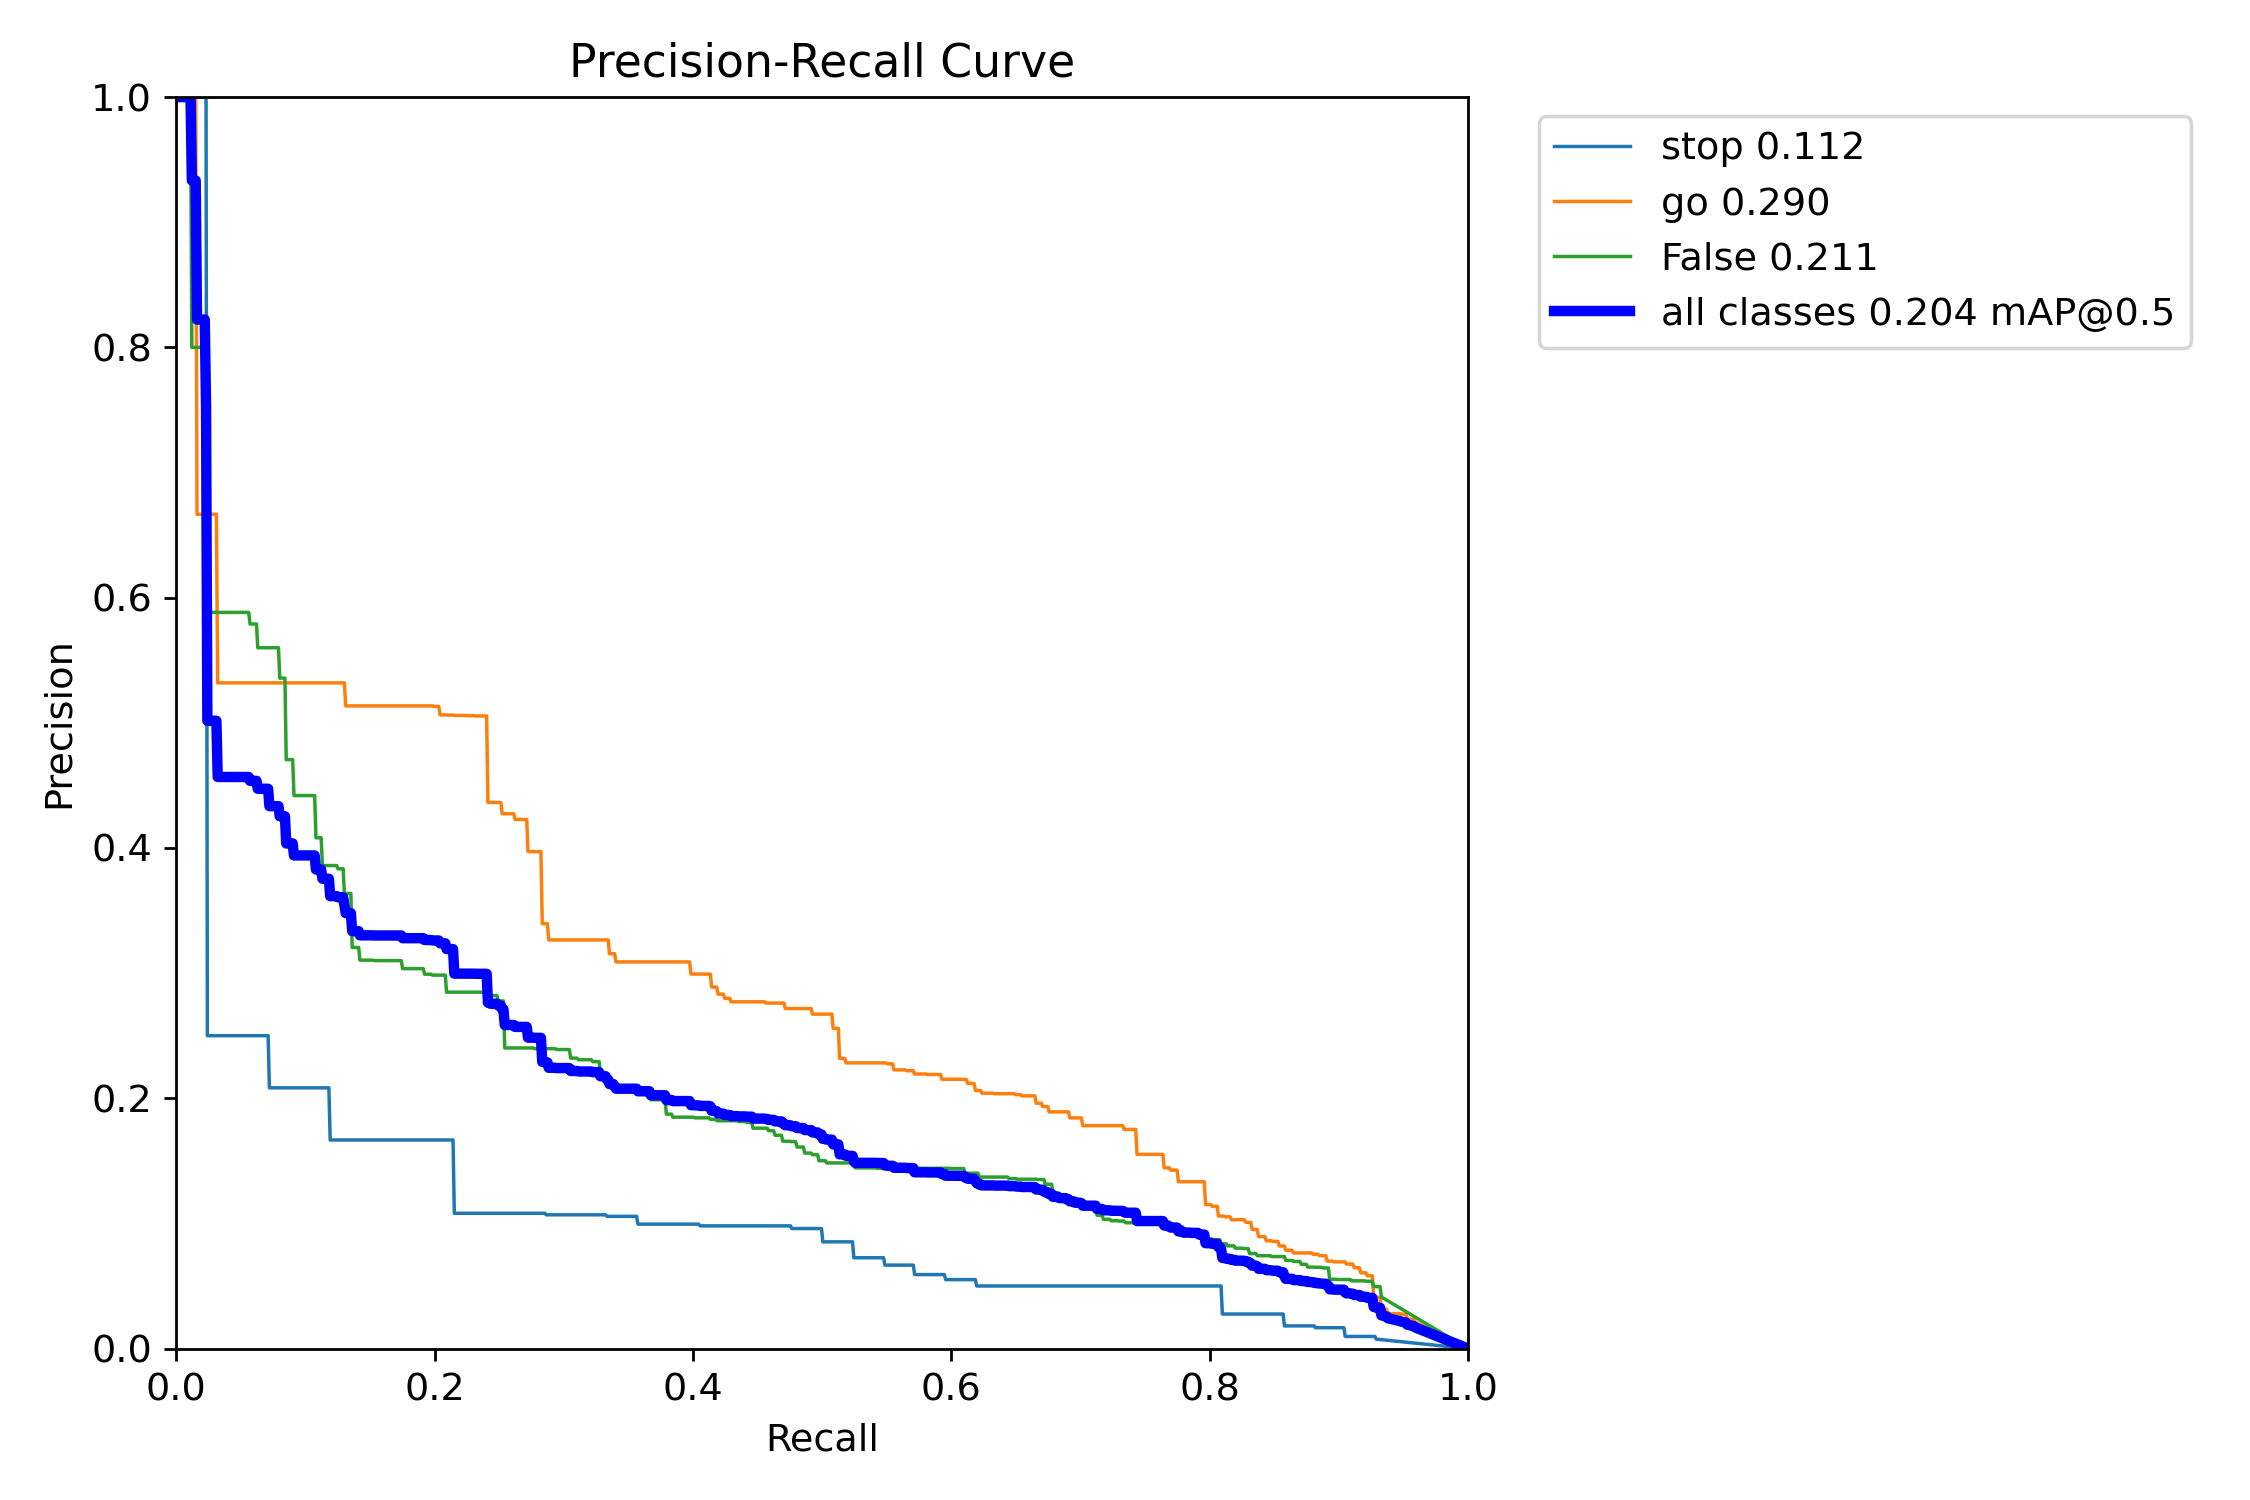 Precision-Recall Curve
1.0
0.8
0.6
0.4
0.2
0.0
Precision
0.0 0.2 0.4 0.6 0.8 1.0
Recall
stop 0.112
go 0.290
False 0.211
all classes 0.204 mAP@0.5